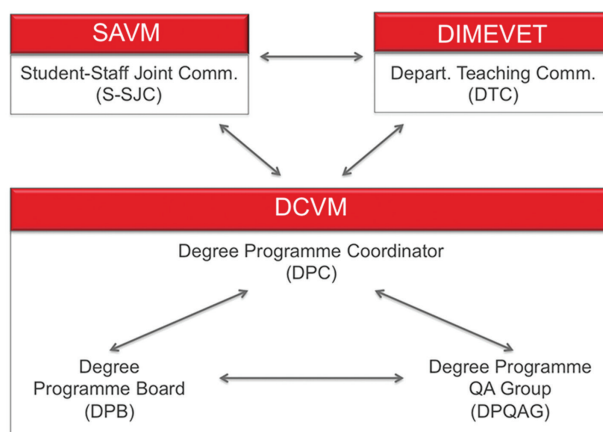 SAVM
Student-Staff Joint Comm.
(S-SJC)
DIMEVET
Depart. Teaching Comm.
(DTC)
DCVM
Degree Programme Coordinator
(DPC)
Degree
Programme Board
(DPB)
Degree Programme
QA Group
(DPQAG)